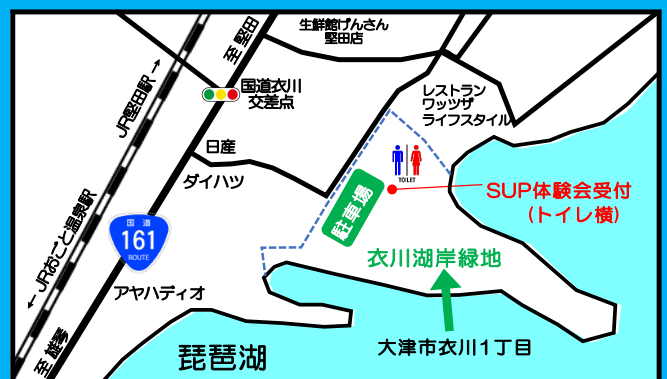 生鮮館げんさん
堅田店
至 堅田
国道衣川
交差点
レストラン
ワッツザ
ライフスタイル
JR堅田駅→
日産
ダイハツ
TOILET
SUP体験会受付
(トイレ横)
駐車場
←JRおごと温泉駅
国道
161
ROUTE
衣川湖岸緑地
アヤハディオ
至 雄琴
琵琶湖
大津市衣川1丁目